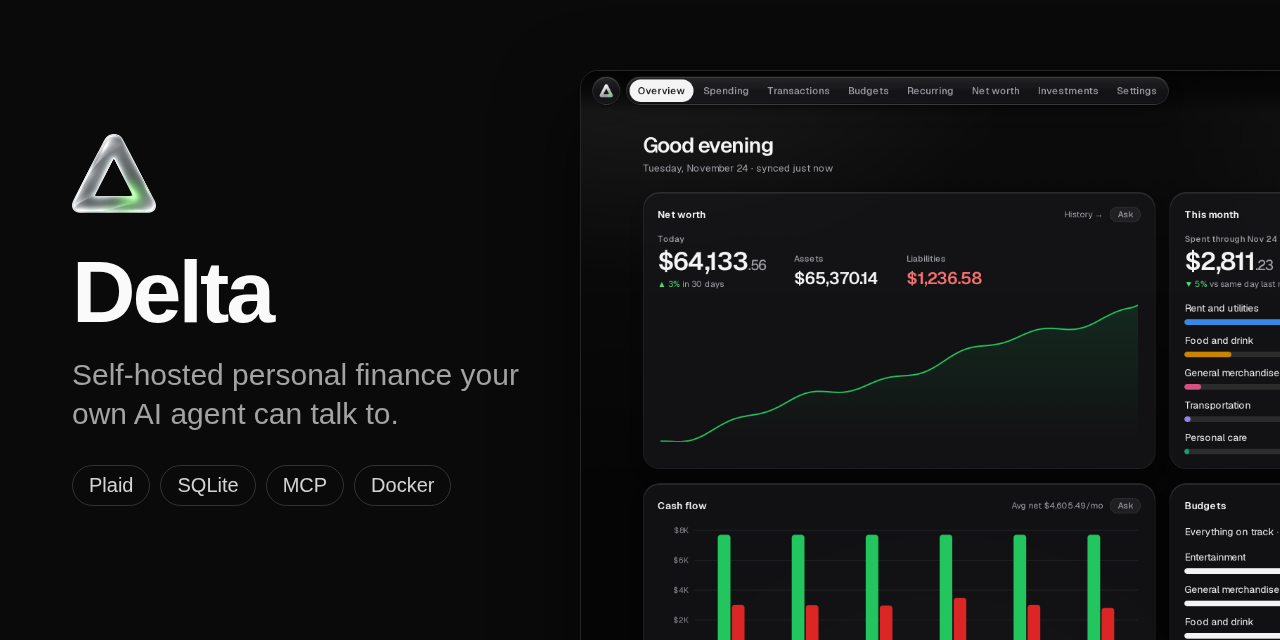 Delta
Self-hosted personal finance your
own AI agent can talk to.
Plaid SQLite MCP Docker
Overview Spending Transactions Budgets Recurring Net worth Investments Settings
Good evening
Tuesday, November 24 - synced just now
Net worth History → Ask
Today
$64,133.56
▲ 3% in 30 days
Assets
$65,370.14
Liabilities
$1,236.58
This month
Spent through Nov 24
$2,811.23
▼ 5% vs same day last
Rent and utilities
Food and drink
General merchandise
Transportation
Personal care
Cash flow Avg net $4,605.49/mo Ask
$8K
$6K
$4K
$2K
Budgets
Everything on track ·
Entertainment
General merchandise
Food and drink